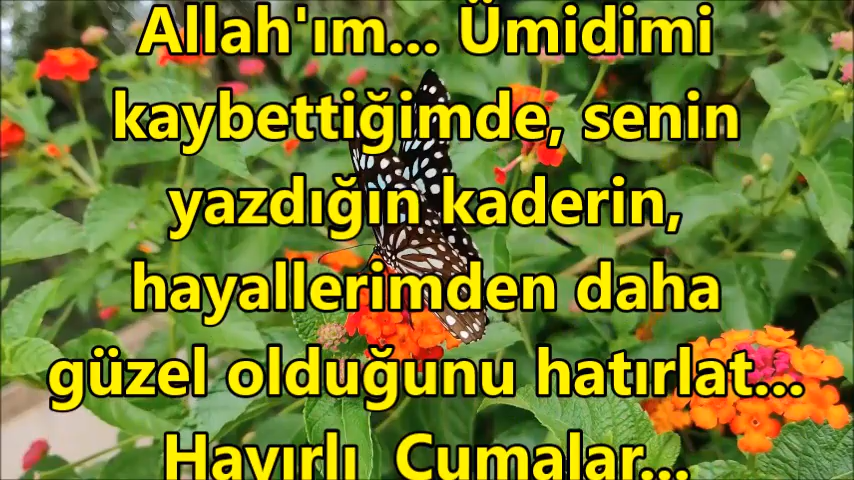 Allah'ım... Ümidimi
kaybettiğimde, senin
yazdığın kaderin,
hayallerimden daha
güzel olduğunu hatırlat...
Hayırlı  Cumalar...